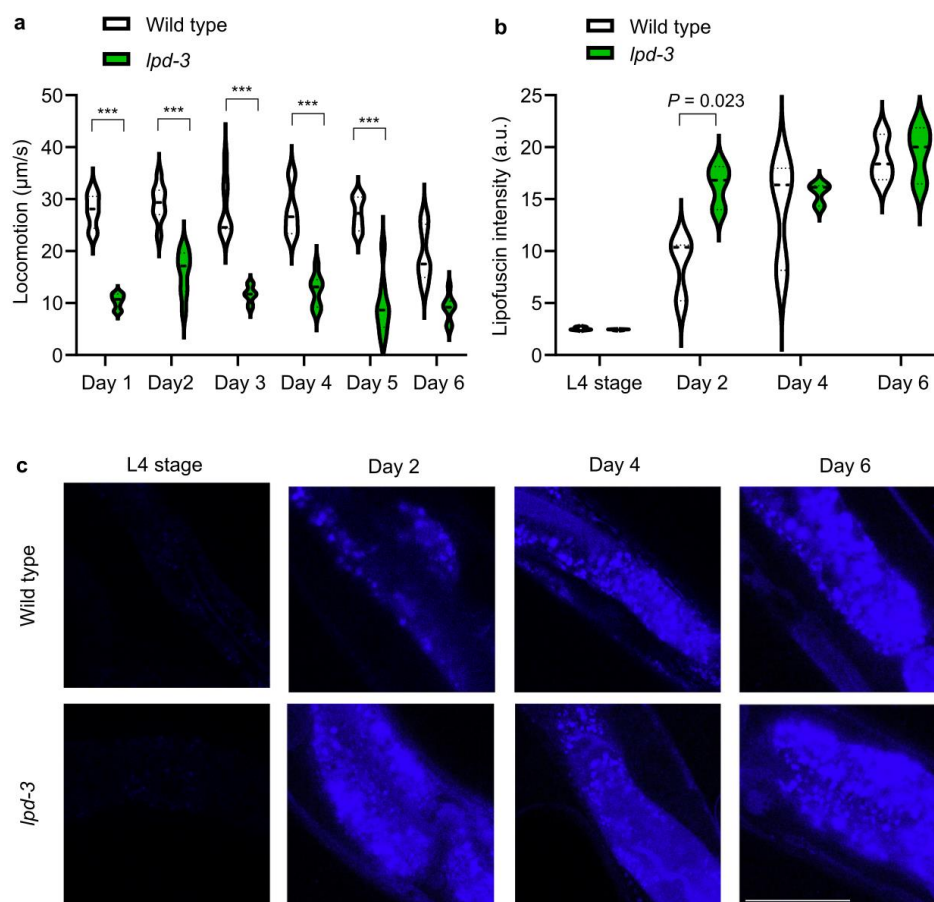 a
Wild type
lpd-3
Locomotion (µm/s)
50
40
30
20
10
0
***
***
***
***
***
Day 1
Day2
Day 3
Day 4
Day 5
Day 6
b
Wild type
lpd-3
Lipofuscin intensity (a.u.)
25
20
15
10
5
0
P = 0.023
L4 stage
Day 2
Day 4
Day 6
c
L4 stage
Day 2
Day 4
Day 6
Wild type
lpd-3